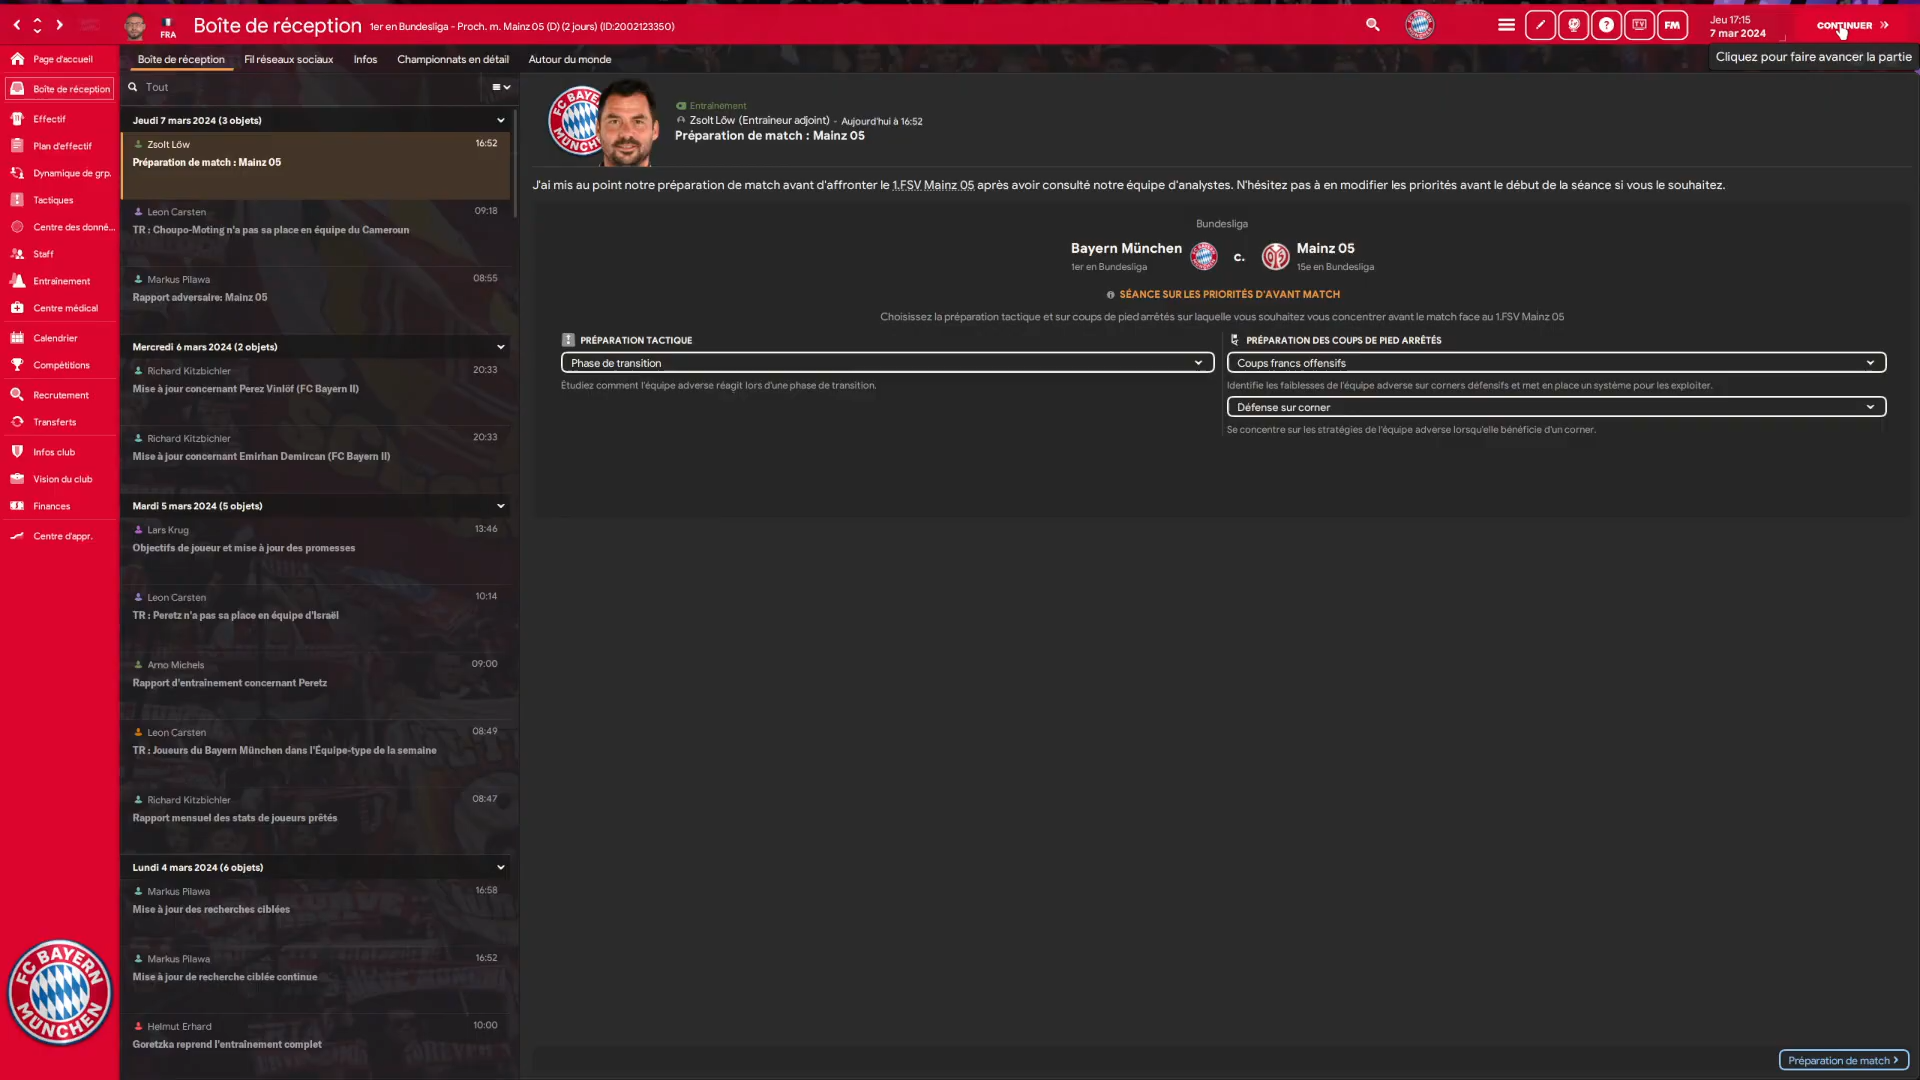 FRA
Boîte de réception
1er en Bundesliga - Proch. m. Mainz 05 (D) (2 jours) (ID:2002123350)
TV
FM
Jeu 17:15
7 mar 2024
CONTINUER
Cliquez pour faire avancer la partie
Page d'accueil
Boîte de réception
Effectif
Plan d'effectif
Dynamique de grp.
Tactiques
Centre des donné...
Staff
Entraînement
Centre médical
Calendrier
Compétitions
Recrutement
Transferts
Infos club
Vision du club
Finances
Centre d'appr.
FC BAYERN
MÜNCHEN
Boîte de réception
Fil réseaux sociaux
Infos
Championnats en détail
Autour du monde
Tout
Jeudi 7 mars 2024 (3 objets)
Zsolt Lőw 16:52
Préparation de match : Mainz 05
Leon Carsten 09:18
TR : Choupo-Moting n'a pas sa place en équipe du Cameroun
Markus Pilawa 08:55
Rapport adversaire: Mainz 05
Mercredi 6 mars 2024 (2 objets)
Richard Kitzbichler 20:33
Mise à jour concernant Perez Vinlöf (FC Bayern II)
Richard Kitzbichler 20:33
Mise à jour concernant Emirhan Demircan (FC Bayern II)
Mardi 5 mars 2024 (5 objets)
Lars Krug 13:46
Objectifs de joueur et mise à jour des promesses
Leon Carsten 10:14
TR : Peretz n'a pas sa place en équipe d'Israël
Arno Michels 09:00
Rapport d'entraînement concernant Peretz
Leon Carsten 08:49
TR : Joueurs du Bayern München dans l'Équipe-type de la semaine
Richard Kitzbichler 08:47
Rapport mensuel des stats de joueurs prêtés
Lundi 4 mars 2024 (6 objets)
Markus Pilawa 16:58
Mise à jour des recherches ciblées
Markus Pilawa 16:52
Mise à jour de recherche ciblée continue
Helmut Erhard 10:00
Goretzka reprend l'entraînement complet
FC BAYERN
MÜNCHEN
Entraînement
Zsolt Lőw (Entraîneur adjoint) - Aujourd'hui à 16:52
Préparation de match : Mainz 05
J'ai mis au point notre préparation de match avant d'affronter le 1.FSV Mainz 05 après avoir consulté notre équipe d'analystes. N'hésitez pas à en modifier les priorités avant le début de la séance si vous le souhaitez.
Bundesliga
Bayern München c. Mainz 05
1er en Bundesliga 15e en Bundesliga
SÉANCE SUR LES PRIORITÉS D'AVANT MATCH
Choisissez la préparation tactique et sur coups de pied arrêtés sur laquelle vous souhaitez vous concentrer avant le match face au 1.FSV Mainz 05
PRÉPARATION TACTIQUE
Phase de transition
Étudiez comment l'équipe adverse réagit lors d'une phase de transition.
PRÉPARATION DES COUPS DE PIED ARRÊTÉS
Coups francs offensifs
Identifie les faiblesses de l'équipe adverse sur corners défensifs et met en place un système pour les exploiter.
Défense sur corner
Se concentre sur les stratégies de l'équipe adverse lorsqu'elle bénéficie d'un corner.
Préparation de match